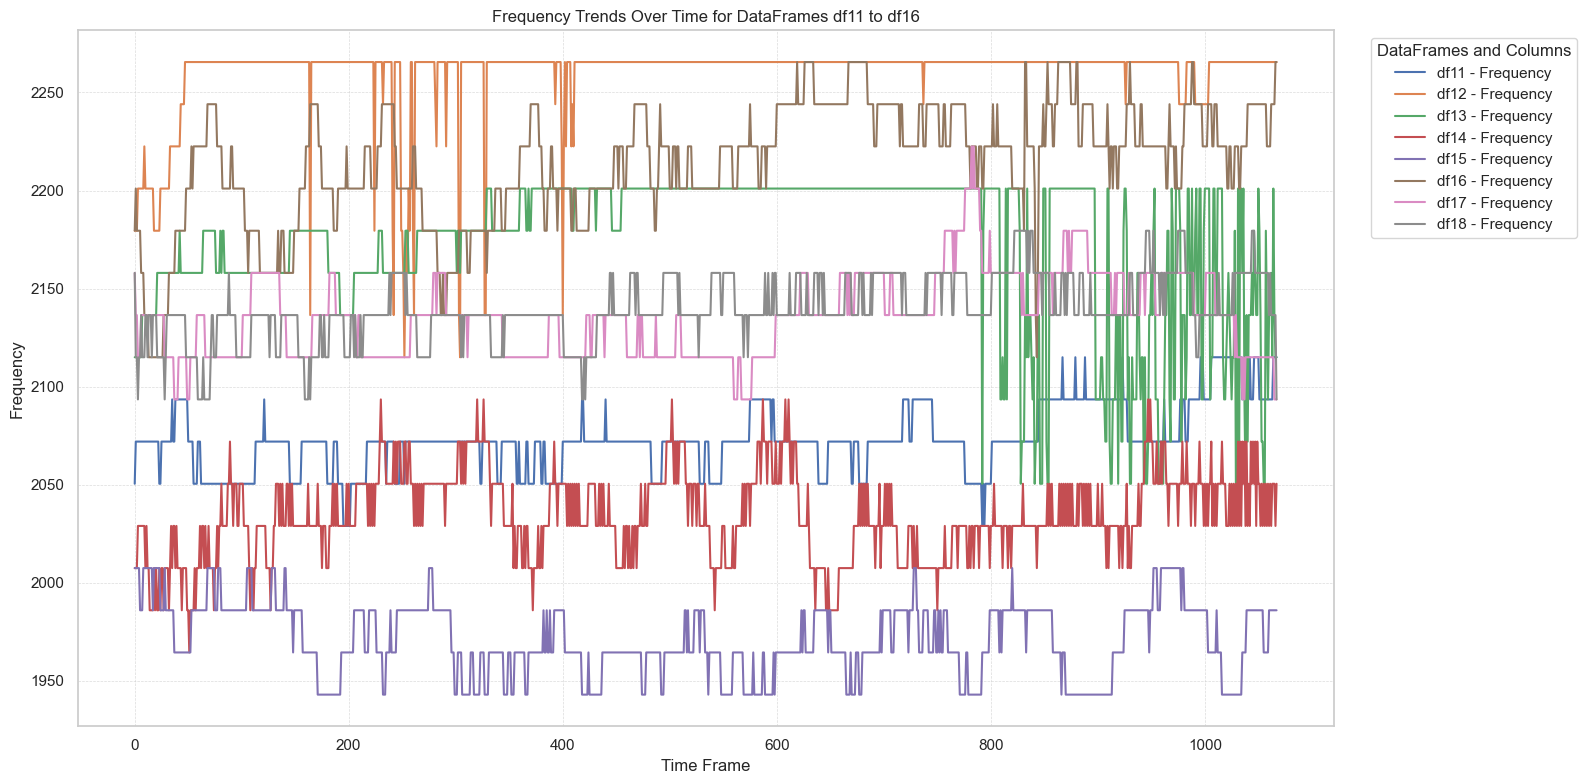 Frequency Trends Over Time for DataFrames df11 to df16
DataFrames and Columns
df11 - Frequency
df12 - Frequency
df13 - Frequency
df14 - Frequency
df15 - Frequency
df16 - Frequency
df17 - Frequency
df18 - Frequency
Frequency
2250
2200
2150
2100
2050
2000
1950
0 200 400 600 800 1000
Time Frame